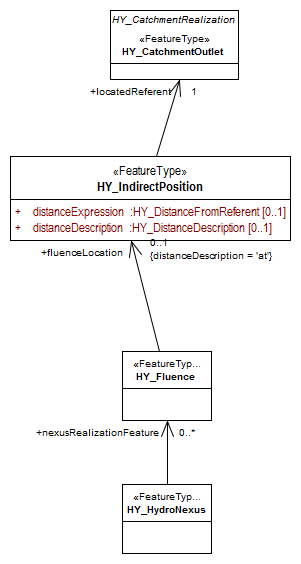 HY_CatchmentRealization
«FeatureType»
HY_CatchmentOutlet
+locatedReferent 1
«FeatureType»
HY_IndirectPosition
+ distanceExpression :HY_DistanceFromReferent [0..1]
+ distanceDescription :HY_DistanceDescription [0..1]
+fluenceLocation 0..1
{distanceDescription = 'at'}
«FeatureTyp...
HY_Fluence
+nexusRealizationFeature 0..*
«FeatureTyp...
HY_HydroNexus